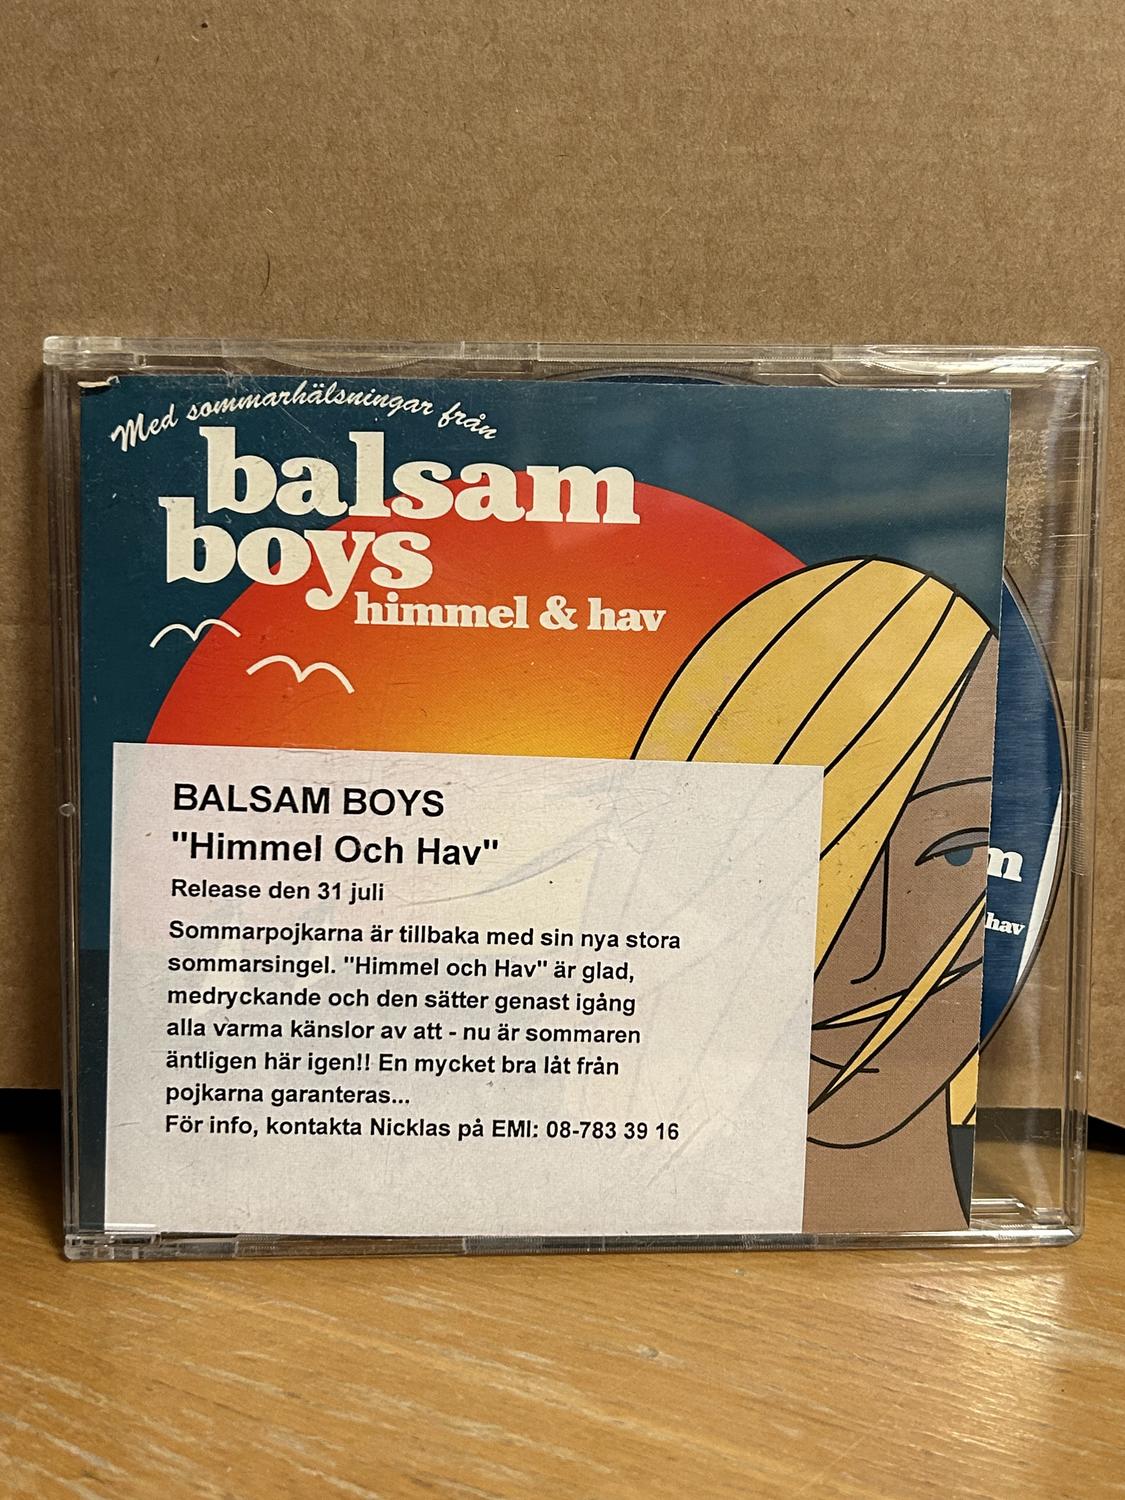 Med sommarhälsningar från
balsam
boys
himmel & hav
BALSAM BOYS
"Himmel Och Hav"
Release den 31 juli
Sommarpojkarna är tillbaka med sin nya stora
sommarsingel. "Himmel och Hav" är glad,
medryckande och den sätter genast igång
alla varma känslor av att - nu är sommaren
äntligen här igen!! En mycket bra låt från
pojkarna garanteras...
För info, kontakta Nicklas på EMI: 08-783 39 16
m
hav